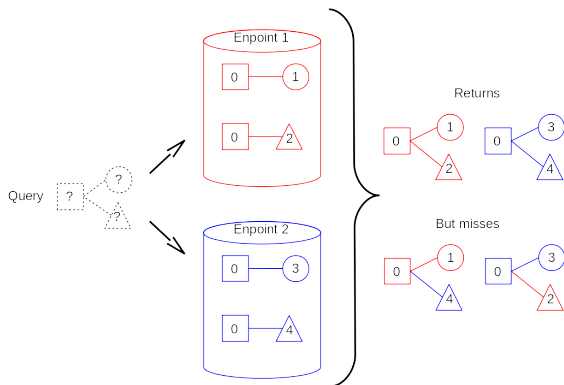 Enpoint 1
0 1
0 2
Query
?
?
?
Enpoint 2
0 3
0 4
Returns
0 1 2
0 3 4
But misses
0 1 4
0 3 2